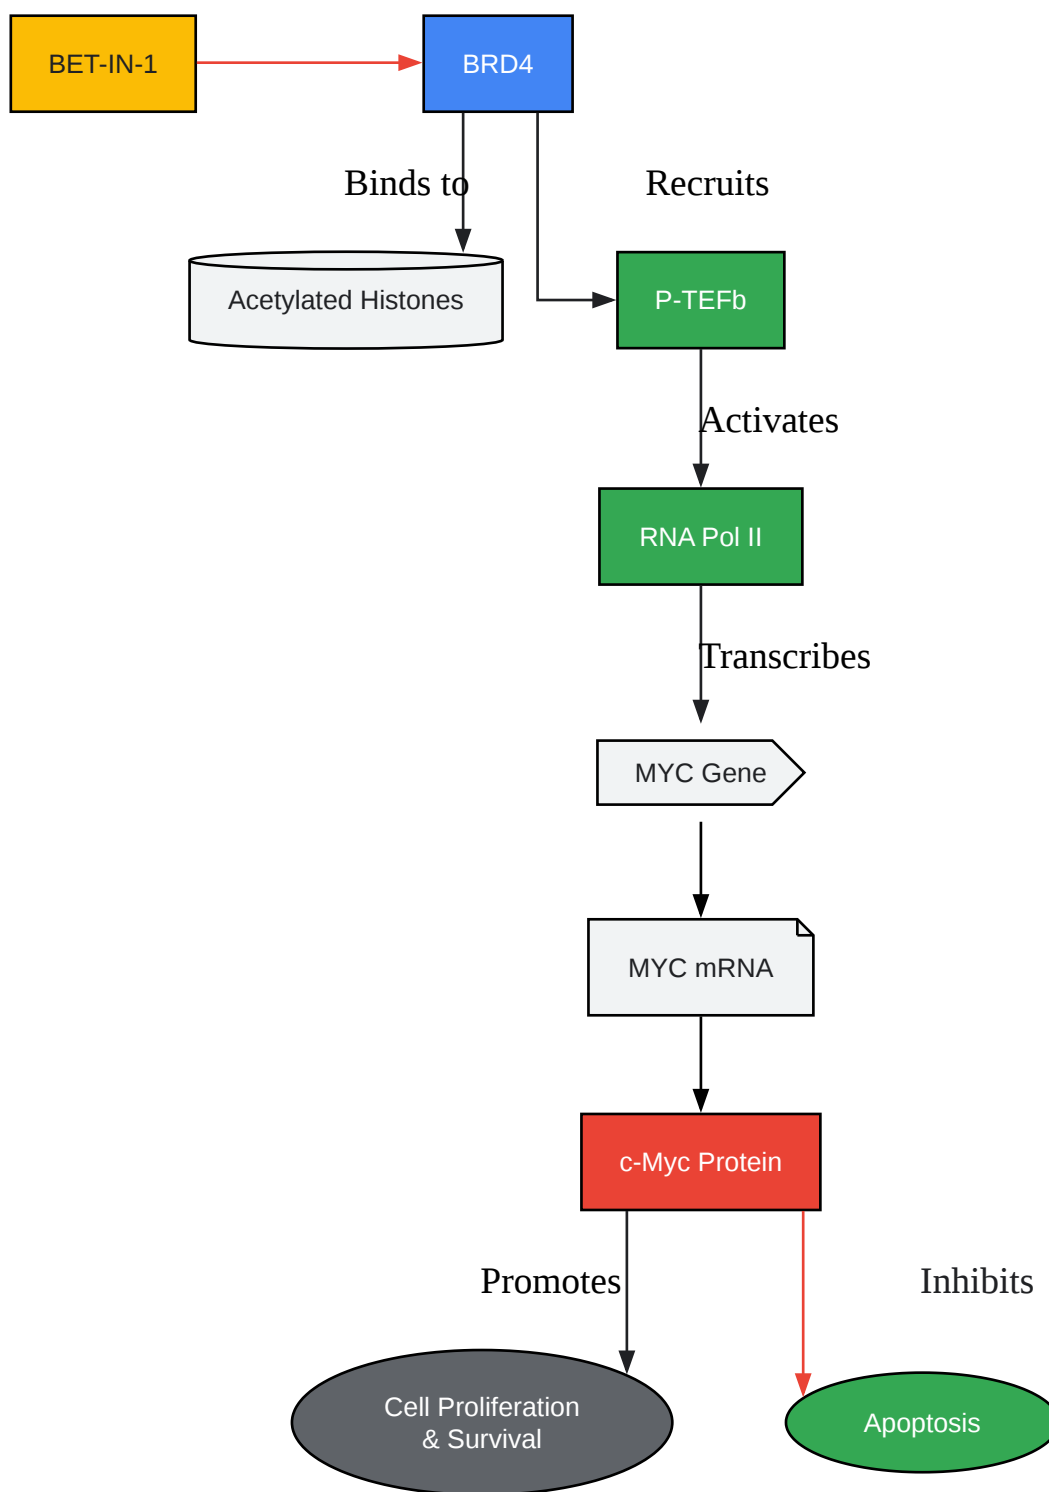 BET-IN-1
BRD4
Binds to
Recruits
Acetylated Histones
P-TEFb
Activates
RNA Pol II
Transcribes
MYC Gene
MYC mRNA
c-Myc Protein
Promotes
Inhibits
Cell Proliferation
& Survival
Apoptosis